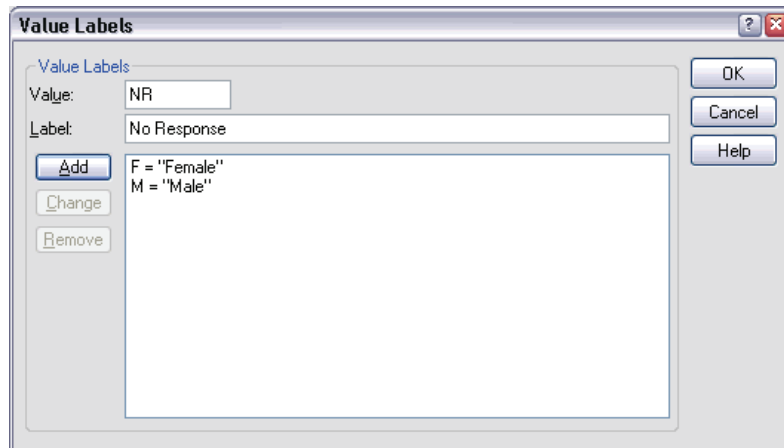 Value Labels
?
Value Labels
OK
Value: NR
Cancel
Label: No Response
Help
Add
F = "Female"
M = "Male"
Change
Remove